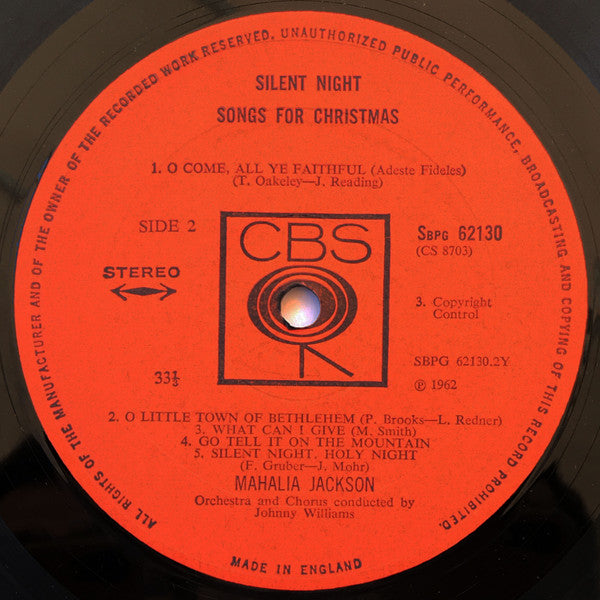 ALL RIGHTS OF THE MANUFACTURER AND OF THE OWNER OF THE RECORDED WORK RESERVED. UNAUTHORIZED PUBLIC PERFORMANCE, BROADCASTING AND COPYING OF THIS RECORD PROHIBITED.
SILENT NIGHT
SONGS FOR CHRISTMAS
1. O COME, ALL YE FAITHFUL (Adeste Fideles)
(T. Oakeley—J. Reading)
SIDE 2
CBS
SBPG 62130
(CS 8703)
STEREO
3. Copyright
Control
33⅓
SBPG 62130.2Y
℗ 1962
2. O LITTLE TOWN OF BETHLEHEM (P. Brooks—L. Redner)
3. WHAT CAN I GIVE (M. Smith)
4. GO TELL IT ON THE MOUNTAIN
5. SILENT NIGHT, HOLY NIGHT
(F. Gruber—J. Mohr)
MAHALIA JACKSON
Orchestra and Chorus conducted by
Johnny Williams
MADE IN ENGLAND